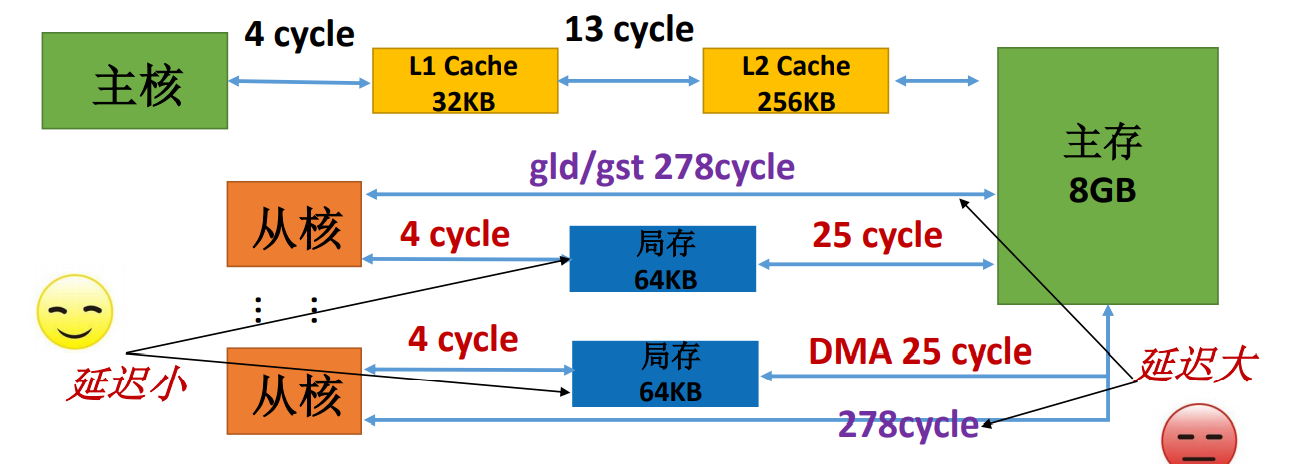 4 cycle
13 cycle
主核
L1 Cache
32KB
L2 Cache
256KB
主存
8GB
gld/gst 278cycle
从核
4 cycle
局存
64KB
25 cycle
延迟小
从核
4 cycle
局存
64KB
DMA 25 cycle
延迟大
278cycle